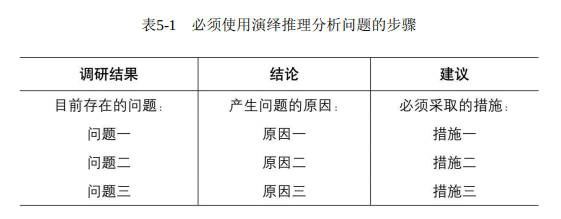 表5-1 必须使用演绎推理分析问题的步骤
调研结果 结论 建议
目前存在的问题： 产生问题的原因： 必须采取的措施：
问题一 原因一 措施一
问题二 原因二 措施二
问题三 原因三 措施三